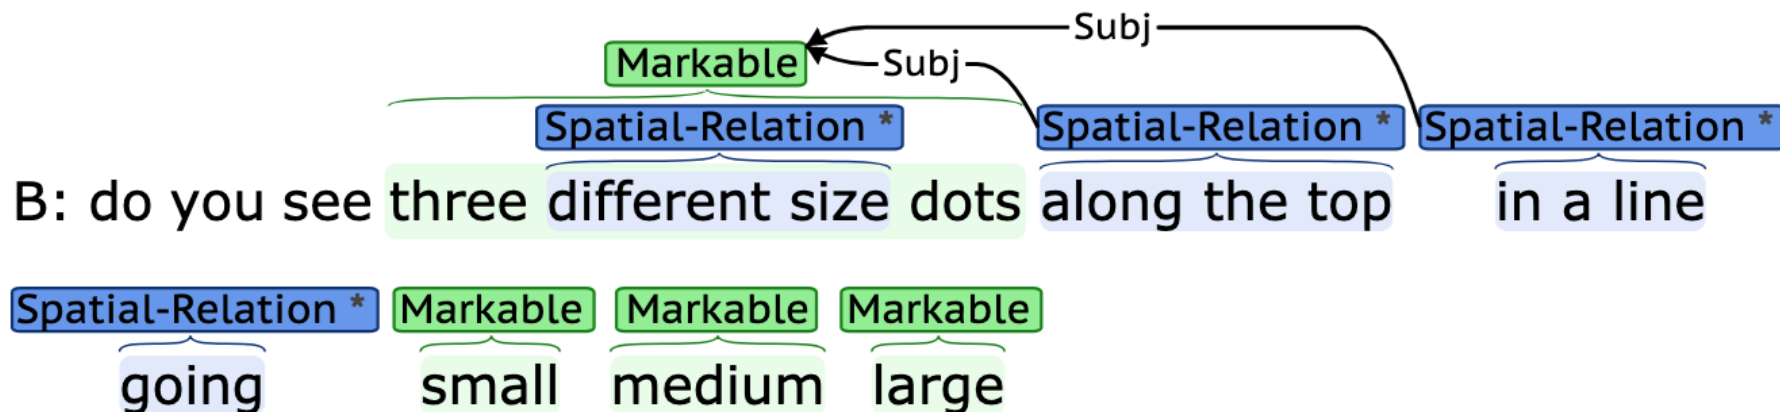 Subj
Markable Subj
Spatial-Relation * Spatial-Relation * Spatial-Relation *
B: do you see three different size dots along the top in a line
Spatial-Relation * Markable Markable Markable
going small medium large